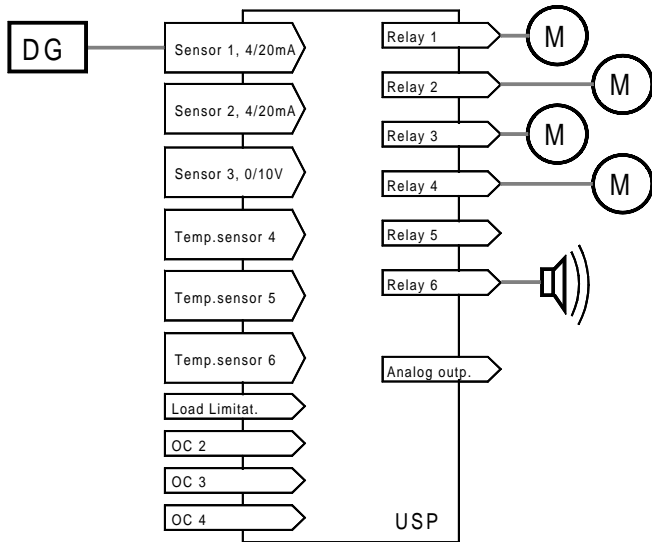 DG
Sensor 1, 4/20mA
Sensor 2, 4/20mA
Sensor 3, 0/10V
Temp.sensor 4
Temp.sensor 5
Temp.sensor 6
Load Limitat.
OC 2
OC 3
OC 4
Relay 1
M
Relay 2
M
Relay 3
M
Relay 4
M
Relay 5
Relay 6
Analog outp.
USP